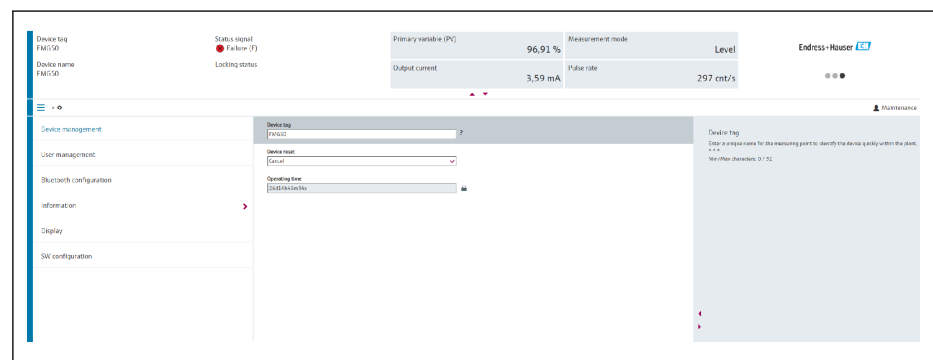 Device tag
FMG50
Status signal
Failure (F)
Primary variable (PV)
96,91 %
Measurement mode
Level
Endress+Hauser
Device name
FMG50
Locking status
Output current
3,59 mA
Pulse rate
297 cnt/s
Maintenance
Device management
User management
Bluetooth configuration
Information
Display
SW configuration
Device tag
FMG50
?
Device reset
Cancel
Operating time
26d14h45m34s
Device tag
Enter a unique name for the measuring point to identify the device quickly within the plant.
* * *
Min/Max characters: 0 / 32